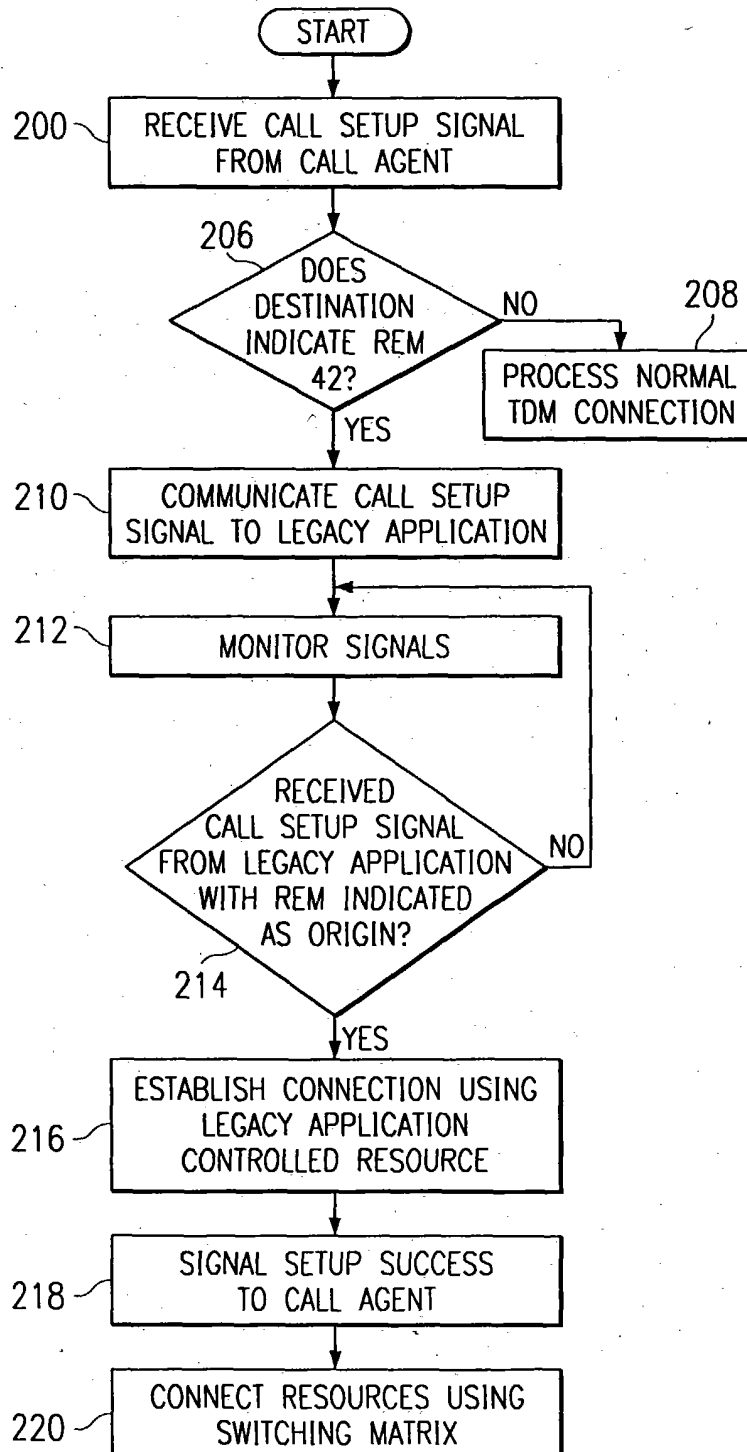 START
200
RECEIVE CALL SETUP SIGNAL
FROM CALL AGENT
206
DOES
DESTINATION
INDICATE REM
42?
NO
208
PROCESS NORMAL
TDM CONNECTION
YES
210
COMMUNICATE CALL SETUP
SIGNAL TO LEGACY APPLICATION
212
MONITOR SIGNALS
RECEIVED
CALL SETUP SIGNAL
FROM LEGACY APPLICATION
WITH REM INDICATED
AS ORIGIN?
NO
214
YES
216
ESTABLISH CONNECTION USING
LEGACY APPLICATION
CONTROLLED RESOURCE
218
SIGNAL SETUP SUCCESS
TO CALL AGENT
220
CONNECT RESOURCES USING
SWITCHING MATRIX